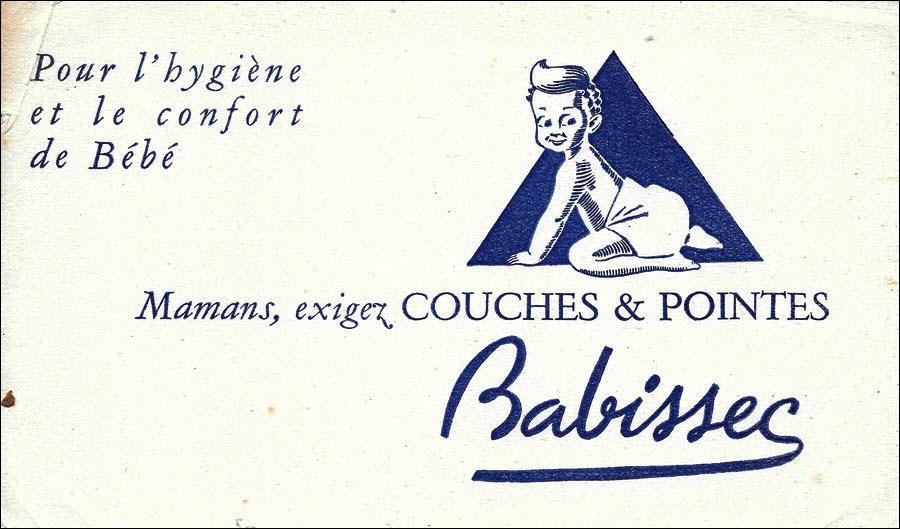 Pour l'hygiène
et le confort
de Bébé
Mamans, exigez COUCHES & POINTES
Babissec